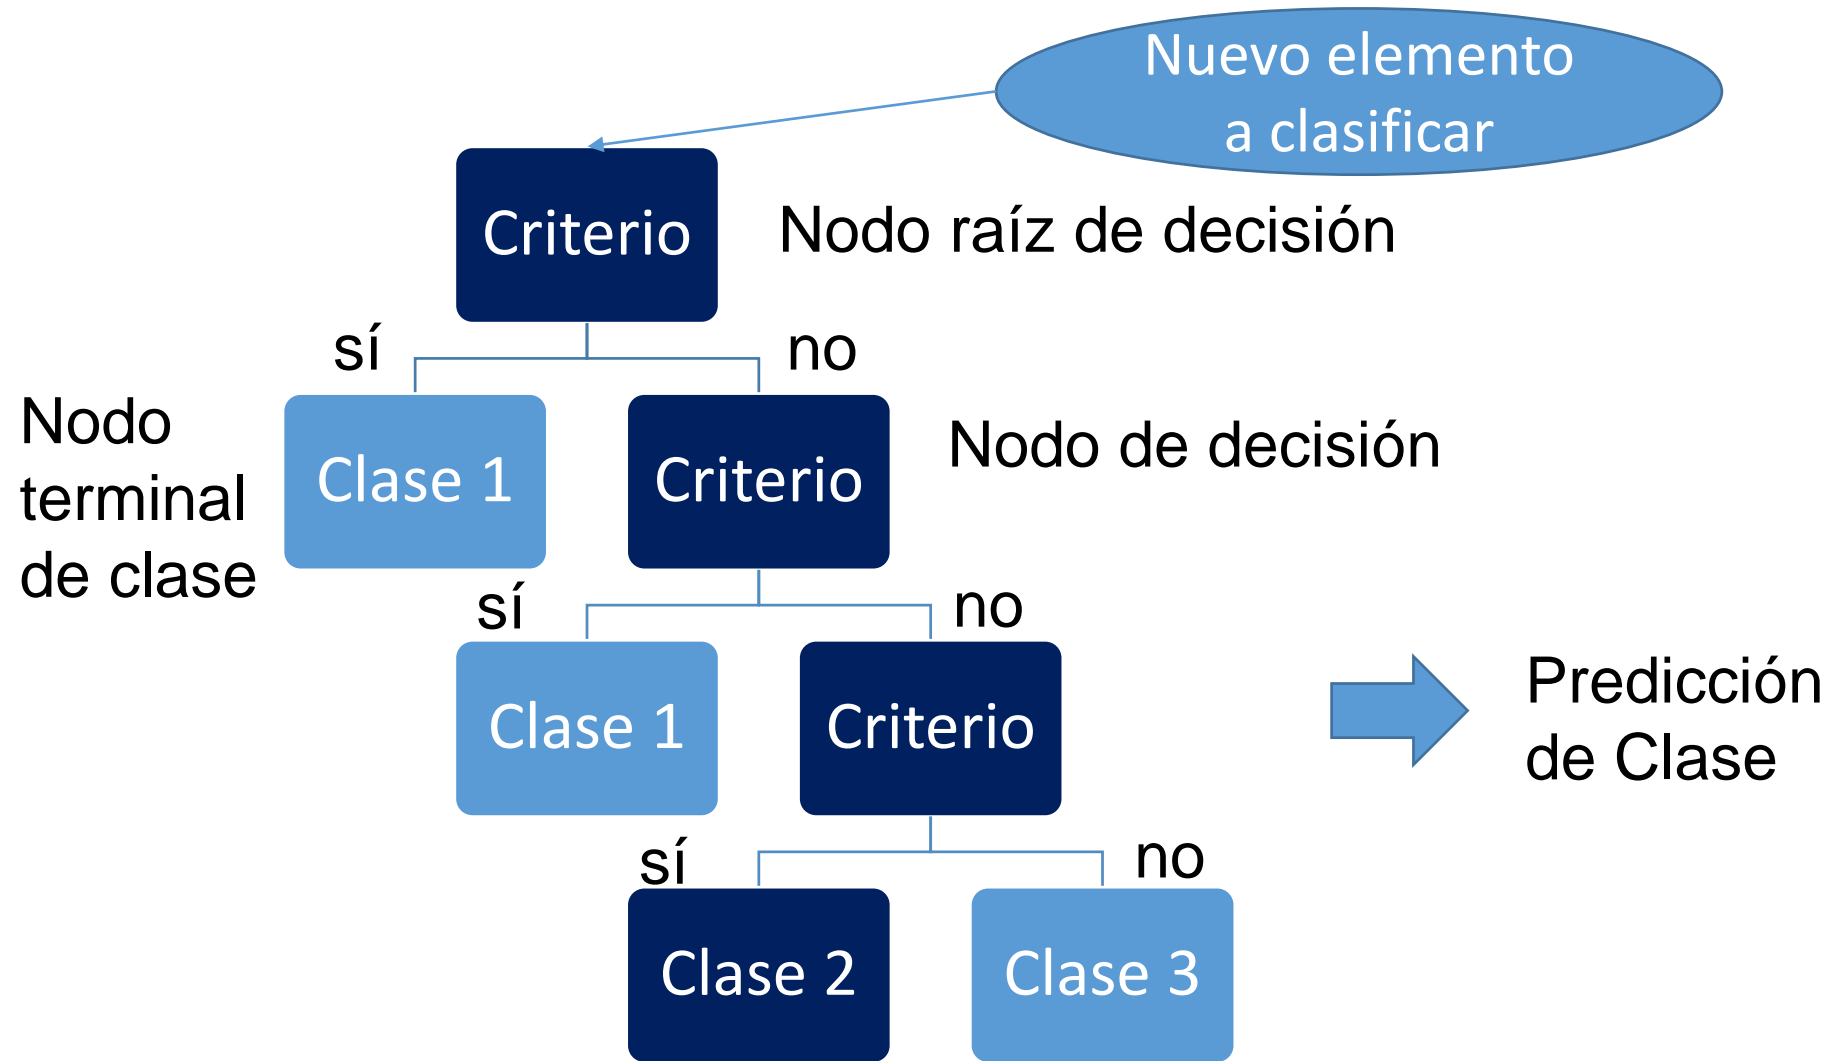 Nuevo elemento
a clasificar
Criterio
Nodo raíz de decisión
sí
no
Nodo
terminal
de clase
Clase 1
Criterio
Nodo de decisión
sí
no
Clase 1
Criterio
Predicción
de Clase
sí
no
Clase 2
Clase 3